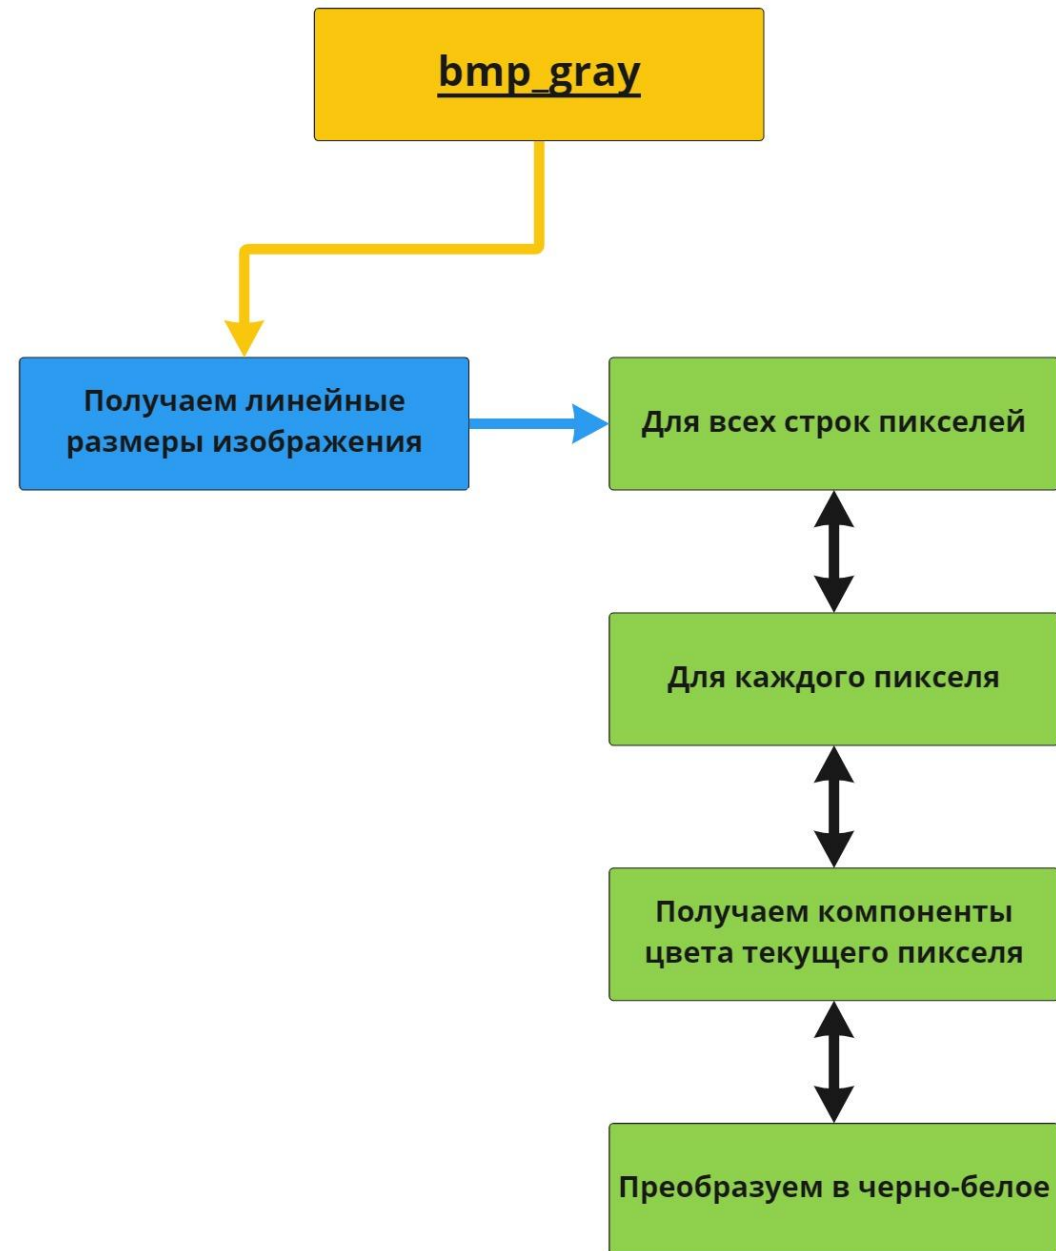 bmp_gray
Получаем линейные
размеры изображения
Для всех строк пикселей
Для каждого пикселя
Получаем компоненты
цвета текущего пикселя
Преобразуем в черно-белое